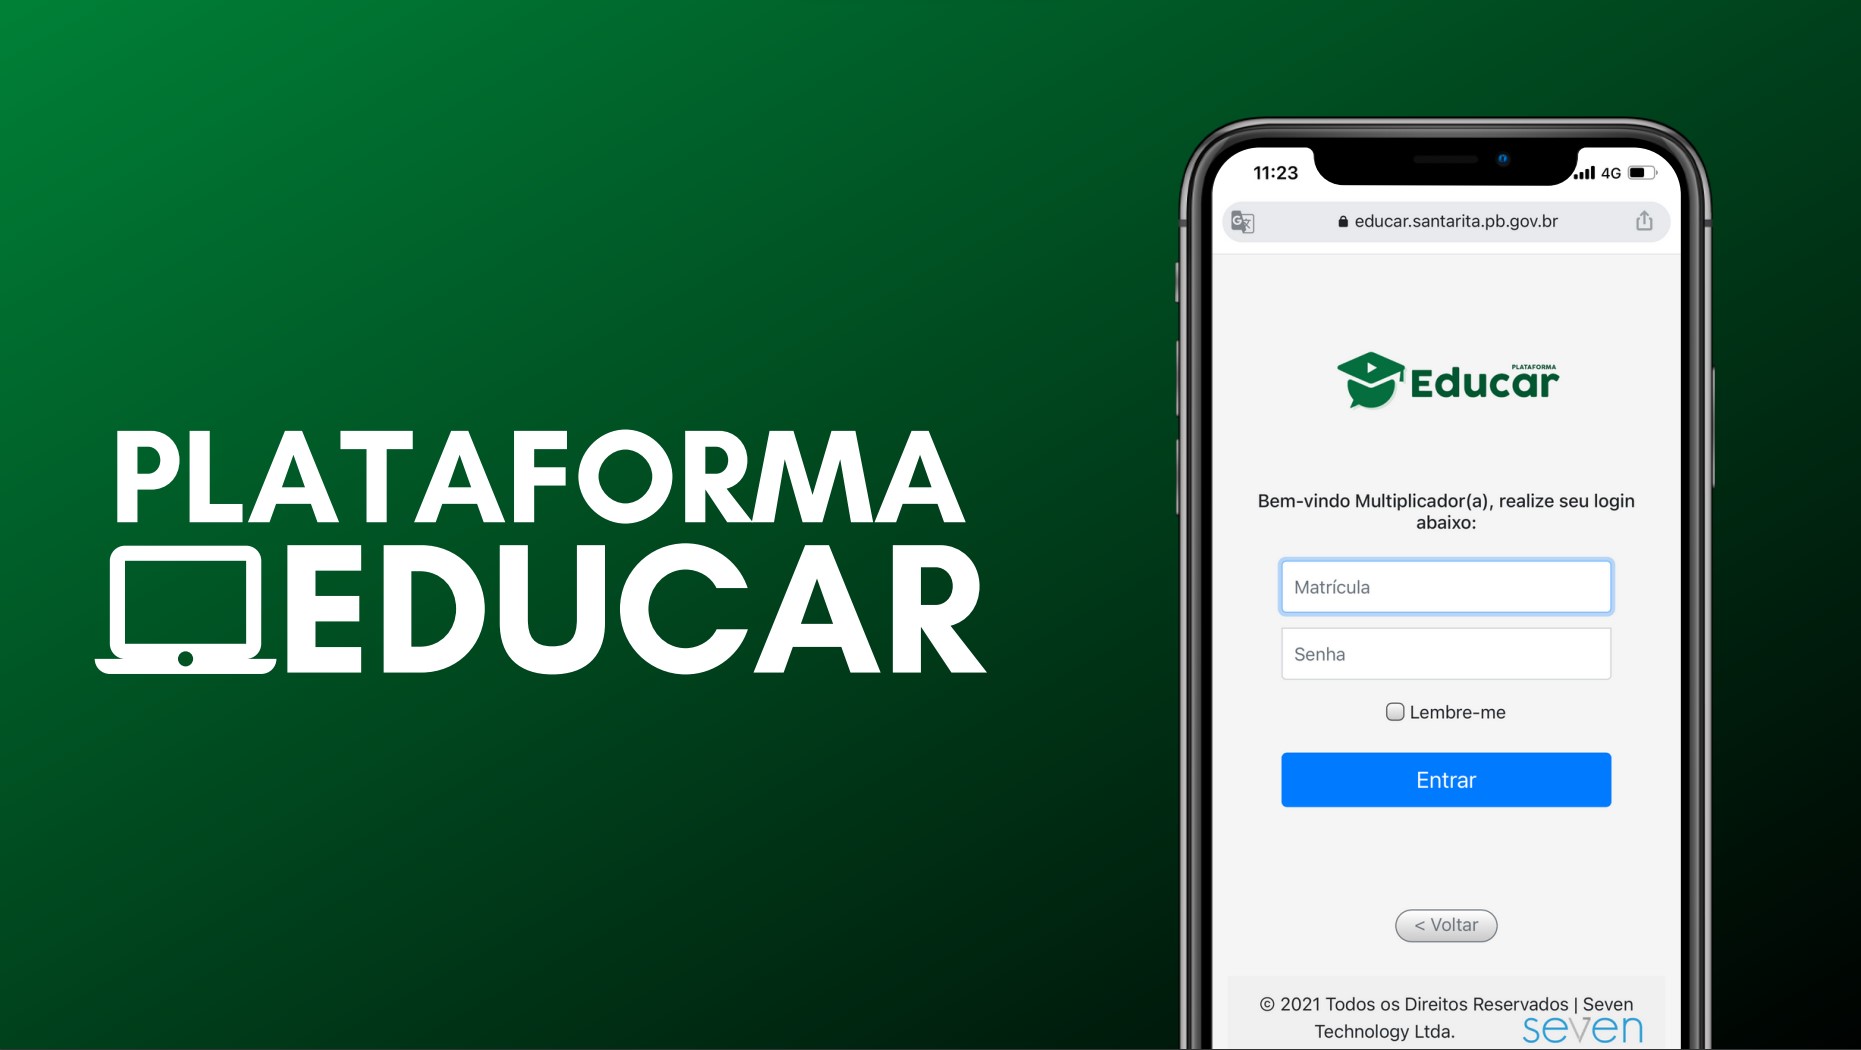 PLATAFORMA
EDUCAR
11:23
4G
educar.santarita.pb.gov.br
PLATAFORMA
Educar
Bem-vindo Multiplicador(a), realize seu login
abaixo:
Matrícula
Senha
Lembre-me
Entrar
< Voltar
© 2021 Todos os Direitos Reservados | Seven
Technology Ltda.
seven